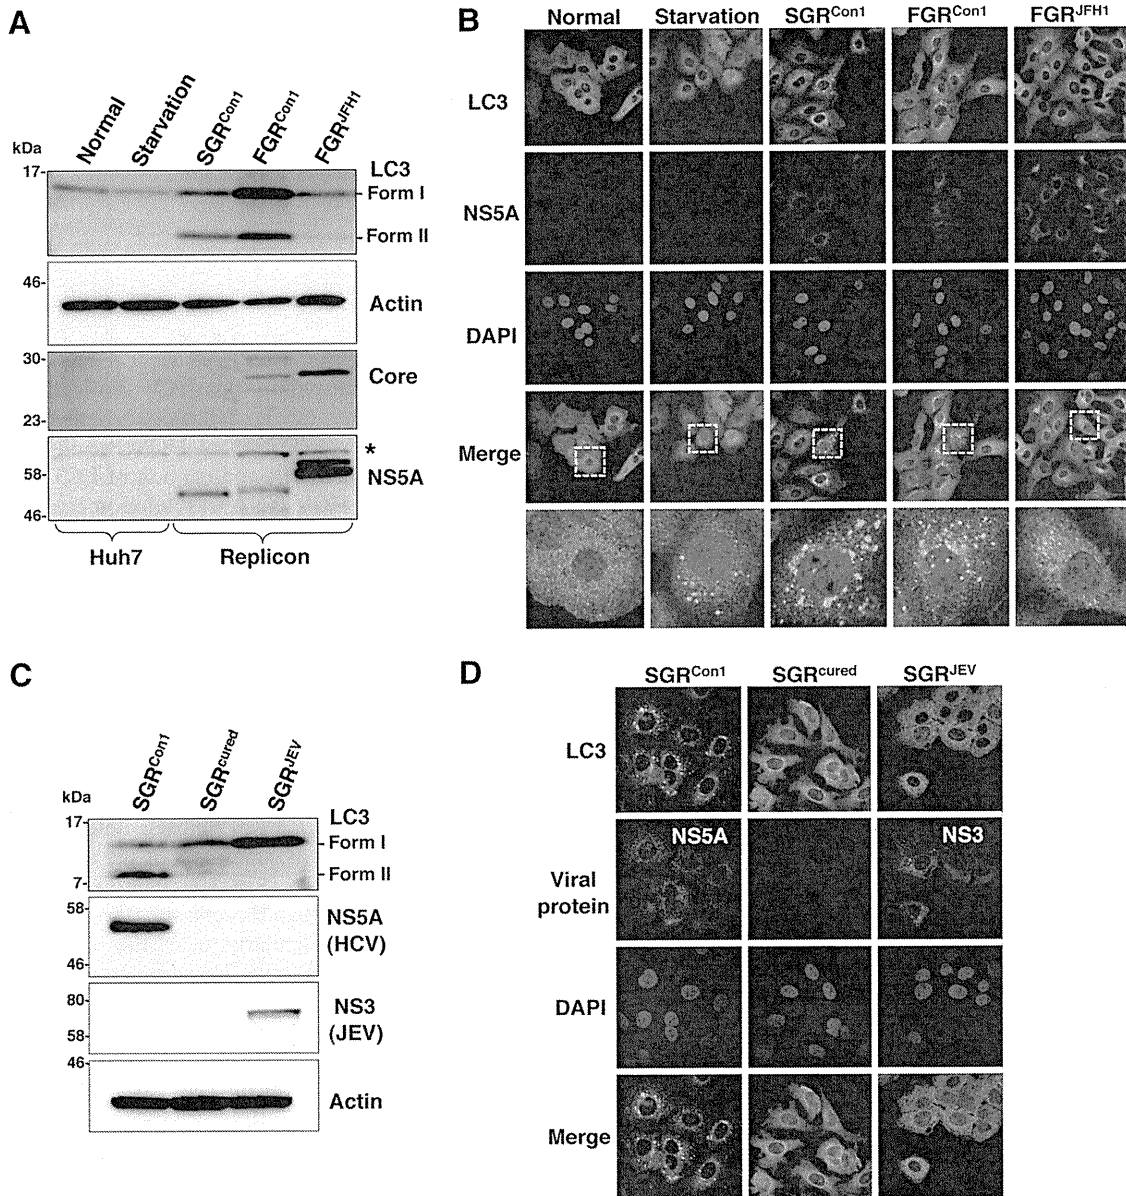 A
Normal
Starvation
SGRCon1
FGRCon1
FGRJFH1
kDa
LC3
17-
Form I
Form II
46-
Actin
30-
Core
23-
*
58-
NS5A
46-
Huh7
Replicon
B
Normal
Starvation
SGRCon1
FGRCon1
FGRJFH1
LC3
NS5A
DAPI
Merge
C
SGRCon1
SGRcured
SGRJEV
kDa
LC3
17-
Form I
Form II
7-
58-
NS5A
(HCV)
46-
80-
NS3
(JEV)
58-
46-
Actin
D
SGRCon1
SGRcured
SGRJEV
LC3
NS5A
NS3
Viral
protein
DAPI
Merge